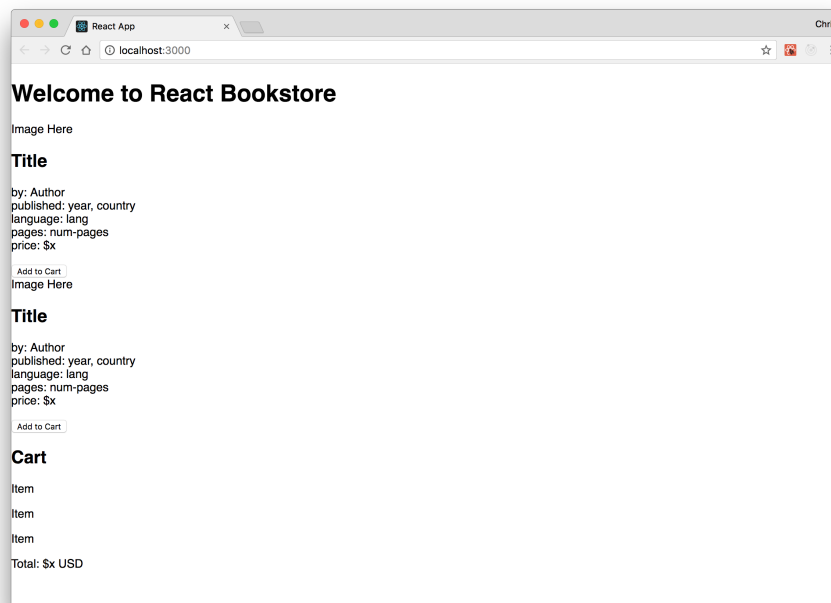 React App
Chri
localhost:3000
Welcome to React Bookstore
Image Here
Title
by: Author
published: year, country
language: lang
pages: num-pages
price: $x
Add to Cart
Image Here
Title
by: Author
published: year, country
language: lang
pages: num-pages
price: $x
Add to Cart
Cart
Item
Item
Item
Total: $x USD